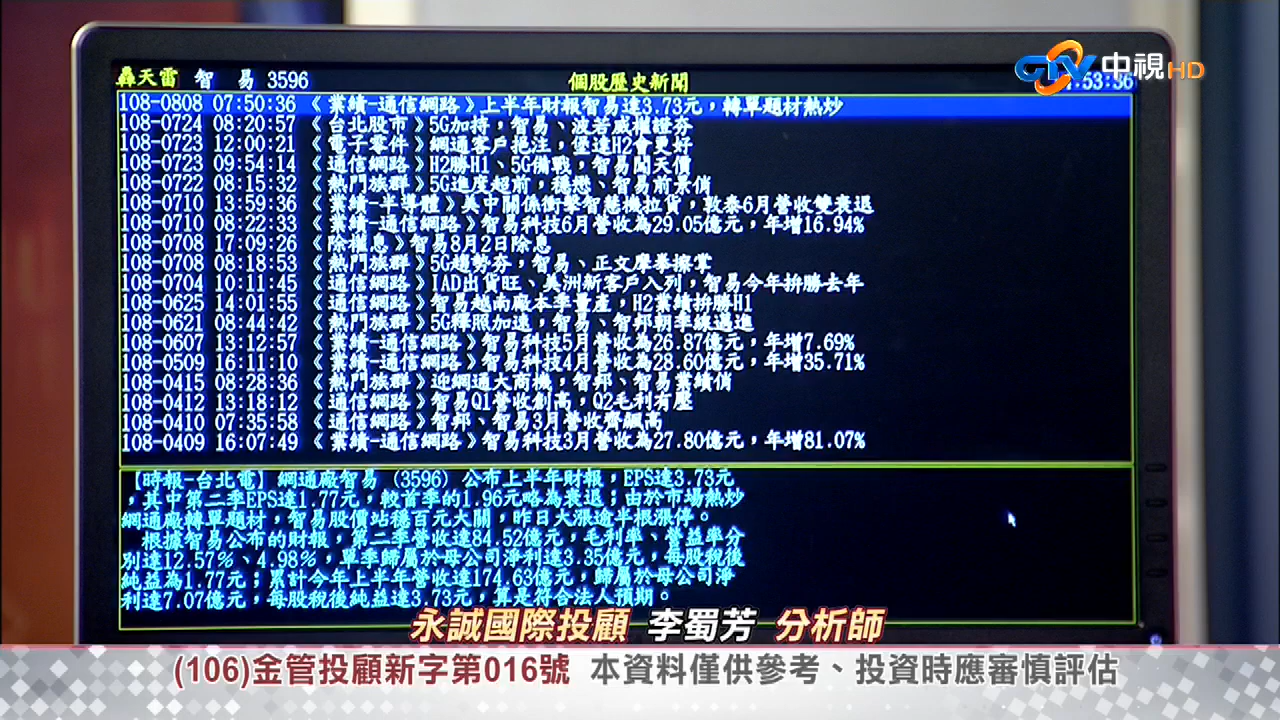 轟天雷 智 易 3596 個股歷史新聞 :53:36
CTV中視HD
108-0808 07:50:36《業績-通信網路》上半年財報智易達3.73元，轉單題材熱炒
108-0724 08:20:57《台北股市》5G加持，智易、波若威權證夯
108-0723 12:00:21《電子零件》網通客戶挹注，堡達H2會更好
108-0723 09:54:14《通信網路》H2勝H1、5G備戰，智易闖天價
108-0722 08:15:32《熱門族群》5G進度超前，穩懋、智易前景俏
108-0710 13:59:36《業績-半導體》美中關係衝擊智慧機拉貨，敦泰6月營收雙衰退
108-0710 08:22:33《業績-通信網路》智易科技6月營收為29.05億元，年增16.94%
108-0708 17:09:26《除權息》智易8月2日除息
108-0708 08:18:53《熱門族群》5G趨勢夯，智易、正文摩拳擦掌
108-0704 10:11:45《通信網路》IAD出貨旺、美洲新客戶入列，智易今年拚勝去年
108-0625 14:01:55《通信網路》智易越南廠本季量產，H2業績拚勝H1
108-0621 08:44:42《熱門族群》5G釋照加速，智易、智邦朝季線邁進
108-0607 13:12:57《業績-通信網路》智易科技5月營收為26.87億元，年增7.69%
108-0509 16:11:10《業績-通信網路》智易科技4月營收為28.60億元，年增35.71%
108-0415 08:28:36《熱門族群》迎網通大商機，智邦、智易業績俏
108-0412 13:18:12《通信網路》智易Q1營收創高，Q2毛利有壓
108-0410 07:35:58《通信網路》智邦、智易3月營收齊飆高
108-0409 16:07:49《業績-通信網路》智易科技3月營收為27.80億元，年增81.07%
【時報-台北電】網通廠智易（3596）公布上半年財報，EPS達3.73元
，其中第二季EPS達1.77元，較首季的1.96元略為衰退；由於市場熱炒
網通廠轉單題材，智易股價站穩百元大關，昨日大漲逾半根漲停。
根據智易公布的財報，第二季營收達84.52億元，毛利率、營益率分
別達12.57%、4.98%，單季歸屬於母公司淨利達3.35億元，每股稅後
純益為1.77元；累計今年上半年營收達174.63億元，歸屬於母公司淨
利達7.07億元，每股稅後純益達3.73元，算是符合法人預期。
永誠國際投顧 李蜀芳 分析師
(106)金管投顧新字第016號 本資料僅供參考、投資時應審慎評估